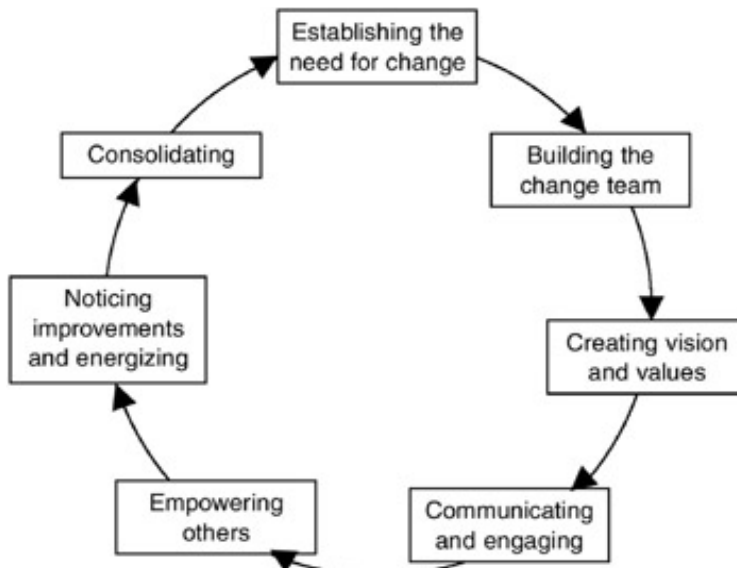 Establishing the
need for change
Building the
change team
Creating vision
and values
Communicating
and engaging
Empowering
others
Noticing
improvements
and energizing
Consolidating